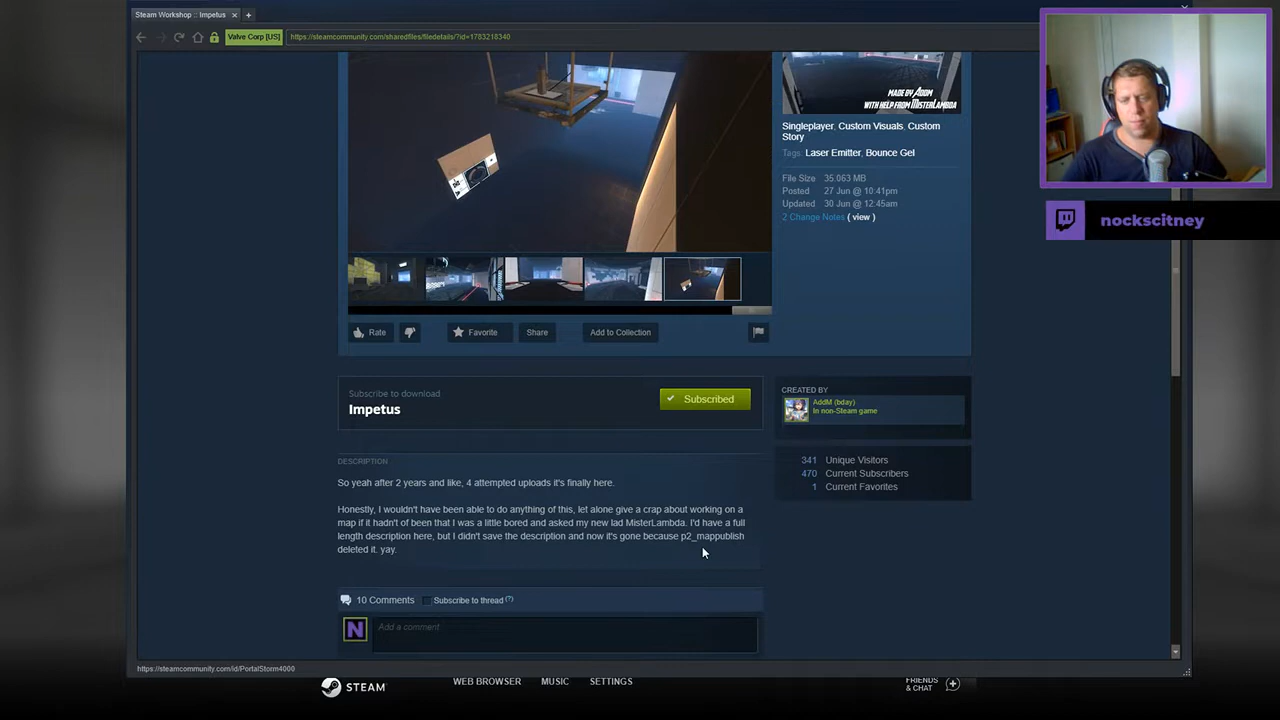 Steam Workshop :: Impetus
Valve Corp [US]
https://steamcommunity.com/sharedfiles/filedetails/?id=1783218340
MADE BY ADDM
WITH HELP FROM MISTERLAMBDA
Singleplayer, Custom Visuals, Custom
Story
Tags: Laser Emitter, Bounce Gel
File Size 35.063 MB
Posted 27 Jun @ 10:41pm
Updated 30 Jun @ 12:45am
2 Change Notes ( view )
nockscitney
Rate Favorite Share Add to Collection
Subscribe to download
Impetus
Subscribed
CREATED BY
AddM (bday)
In non-Steam game
341 Unique Visitors
470 Current Subscribers
1 Current Favorites
DESCRIPTION
So yeah after 2 years and like, 4 attempted uploads it's finally here.
Honestly, I wouldn't have been able to do anything of this, let alone give a crap about working on a
map if it hadn't of been that I was a little bored and asked my new lad MisterLambda. I'd have a full
length description here, but I didn't save the description and now it's gone because p2_mappublish
deleted it. yay.
10 Comments Subscribe to thread (?)
N
Add a comment
https://steamcommunity.com/id/PortalStorm4000
STEAM
WEB BROWSER MUSIC SETTINGS
FRIENDS
& CHAT